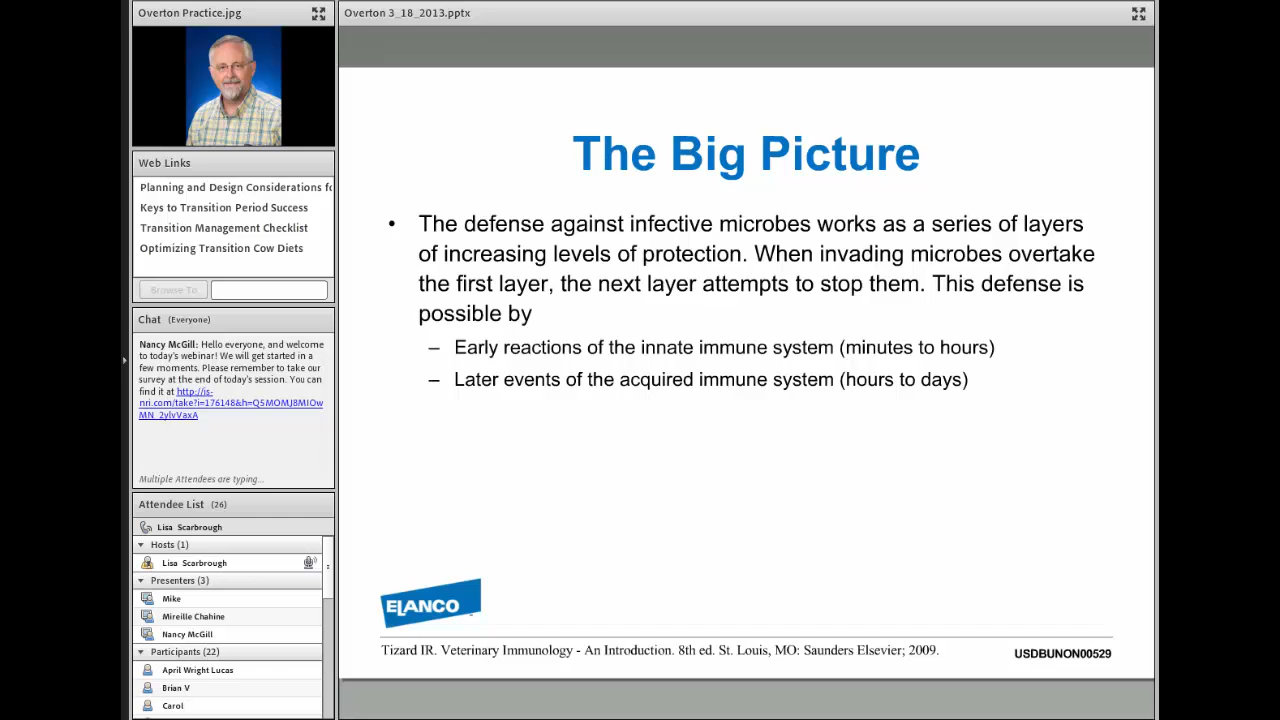 Overton Practice.jpg
Web Links
Planning and Design Considerations fo
Keys to Transition Period Success
Transition Management Checklist
Optimizing Transition Cow Diets
Browse To
Chat (Everyone)
Nancy McGill: Hello everyone, and welcome
to today's webinar! We will get started in a
few moments. Please remember to take our
survey at the end of today's session. You can
find it at http://is-
nri.com/take?i=176148&h=Q5MOMJ8MIOw
MN_2ylvVaxA
Multiple Attendees are typing...
Attendee List (26)
Lisa Scarbrough
Hosts (1)
Lisa Scarbrough
Presenters (3)
Mike
Mireille Chahine
Nancy McGill
Participants (22)
April Wright Lucas
Brian V
Carol
Overton 3_18_2013.pptx
The Big Picture
• The defense against infective microbes works as a series of layers
of increasing levels of protection. When invading microbes overtake
the first layer, the next layer attempts to stop them. This defense is
possible by
– Early reactions of the innate immune system (minutes to hours)
– Later events of the acquired immune system (hours to days)
ELANCO
Tizard IR. Veterinary Immunology - An Introduction. 8th ed. St. Louis, MO: Saunders Elsevier; 2009.
USDBUNON00529